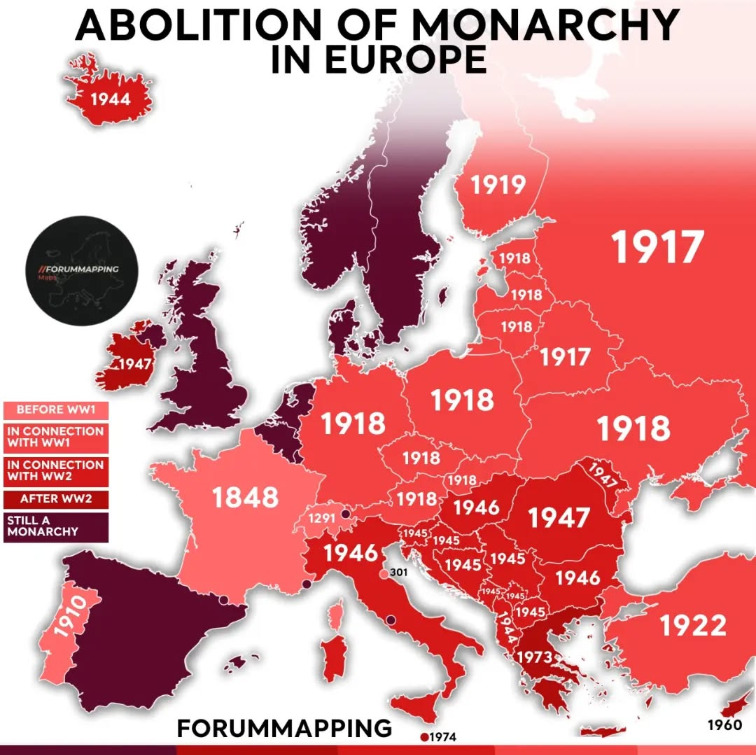 ABOLITION OF MONARCHY
IN EUROPE
1944
1919
1917
//FORUMMAPPING
Maps
1918
1918
1918
1947
1917
BEFORE WW1
IN CONNECTION
WITH WW1
IN CONNECTION
WITH WW2
AFTER WW2
STILL A
MONARCHY
1918
1918
1918
1918
1918
1947
1848
1918
1946
1947
1291
1946
1945
1945
1945
1945
301
1946
1945
1945
1945
1910
1944
1922
1973
FORUMMAPPING
1974
1960